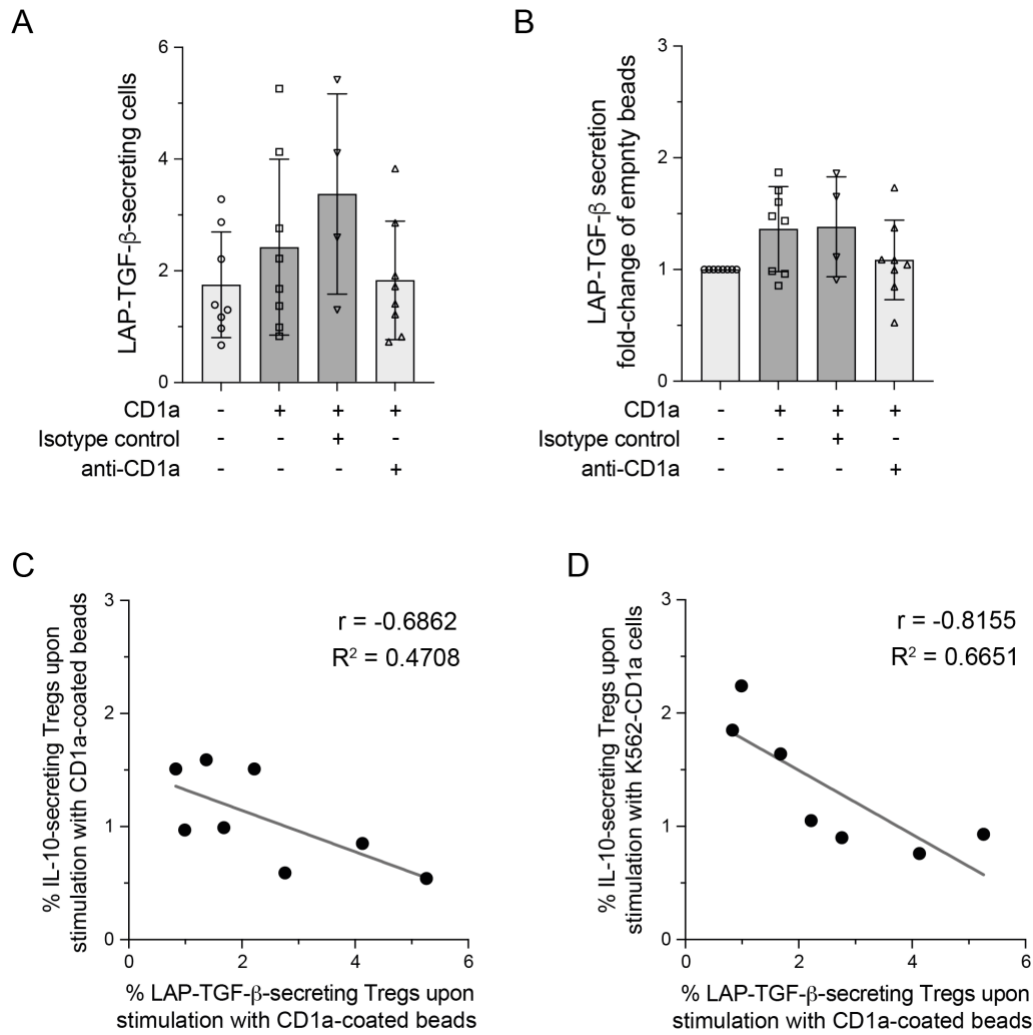 A
LAP-TGF-β-secreting cells
6
4
2
0
CD1a - + + +
Isotype control - - + -
anti-CD1a - - - +
B
LAP-TGF-β secretion
fold-change of empnty beads
3
2
1
0
CD1a - + + +
Isotype control - - + -
anti-CD1a - - - +
C
% IL-10-secreting Tregs upon
stimulation with CD1a-coated beads
3
2
1
0
r = -0.6862
R² = 0.4708
0 2 4 6
% LAP-TGF-β-secreting Tregs upon
stimulation with CD1a-coated beads
D
% IL-10-secreting Tregs upon
stimulation with K562-CD1a cells
3
2
1
0
r = -0.8155
R² = 0.6651
0 2 4 6
% LAP-TGF-β-secreting Tregs upon
stimulation with CD1a-coated beads